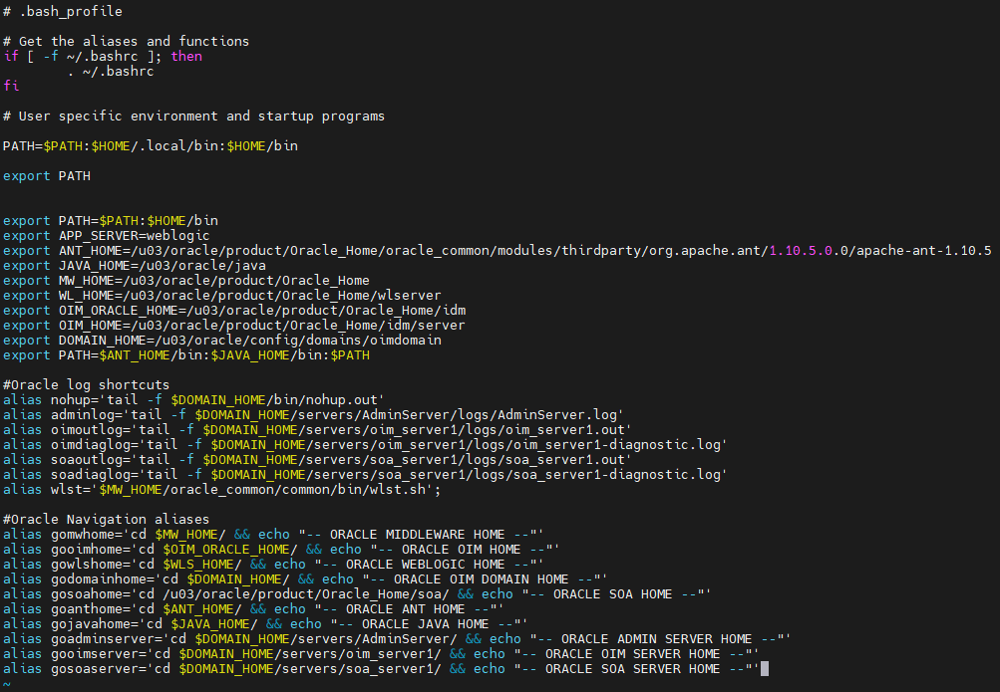 # .bash_profile
# Get the aliases and functions
if [ -f ~/.bashrc ]; then
        . ~/.bashrc
fi
# User specific environment and startup programs
PATH=$PATH:$HOME/.local/bin:$HOME/bin
export PATH
export PATH=$PATH:$HOME/bin
export APP_SERVER=weblogic
export ANT_HOME=/u03/oracle/product/Oracle_Home/oracle_common/modules/thirdparty/org.apache.ant/1.10.5.0.0/apache-ant-1.10.5
export JAVA_HOME=/u03/oracle/java
export MW_HOME=/u03/oracle/product/Oracle_Home
export WL_HOME=/u03/oracle/product/Oracle_Home/wlserver
export OIM_ORACLE_HOME=/u03/oracle/product/Oracle_Home/idm
export OIM_HOME=/u03/oracle/product/Oracle_Home/idm/server
export DOMAIN_HOME=/u03/oracle/config/domains/oimdomain
export PATH=$ANT_HOME/bin:$JAVA_HOME/bin:$PATH
#Oracle log shortcuts
alias nohup='tail -f $DOMAIN_HOME/bin/nohup.out'
alias adminlog='tail -f $DOMAIN_HOME/servers/AdminServer/logs/AdminServer.log'
alias oimoutlog='tail -f $DOMAIN_HOME/servers/oim_server1/logs/oim_server1.out'
alias oimdiaglog='tail -f $DOMAIN_HOME/servers/oim_server1/logs/oim_server1-diagnostic.log'
alias soaoutlog='tail -f $DOMAIN_HOME/servers/soa_server1/logs/soa_server1.out'
alias soadiaglog='tail -f $DOMAIN_HOME/servers/soa_server1/logs/soa_server1-diagnostic.log'
alias wlst='$MW_HOME/oracle_common/common/bin/wlst.sh';
#Oracle Navigation aliases
alias gomwhome='cd $MW_HOME/ && echo "-- ORACLE MIDDLEWARE HOME --"'
alias gooimhome='cd $OIM_ORACLE_HOME/ && echo "-- ORACLE OIM HOME --"'
alias gowlshome='cd $WLS_HOME/ && echo "-- ORACLE WEBLOGIC HOME --"'
alias godomainhome='cd $DOMAIN_HOME/ && echo "-- ORACLE OIM DOMAIN HOME --"'
alias gosoahome='cd /u03/oracle/product/Oracle_Home/soa/ && echo "-- ORACLE SOA HOME --"'
alias goanthome='cd $ANT_HOME/ && echo "-- ORACLE ANT HOME --"'
alias gojavahome='cd $JAVA_HOME/ && echo "-- ORACLE JAVA HOME --"'
alias goadminserver='cd $DOMAIN_HOME/servers/AdminServer/ && echo "-- ORACLE ADMIN SERVER HOME --"'
alias gooimserver='cd $DOMAIN_HOME/servers/oim_server1/ && echo "-- ORACLE OIM SERVER HOME --"'
alias gosoaserver='cd $DOMAIN_HOME/servers/soa_server1/ && echo "-- ORACLE SOA SERVER HOME --"'
~